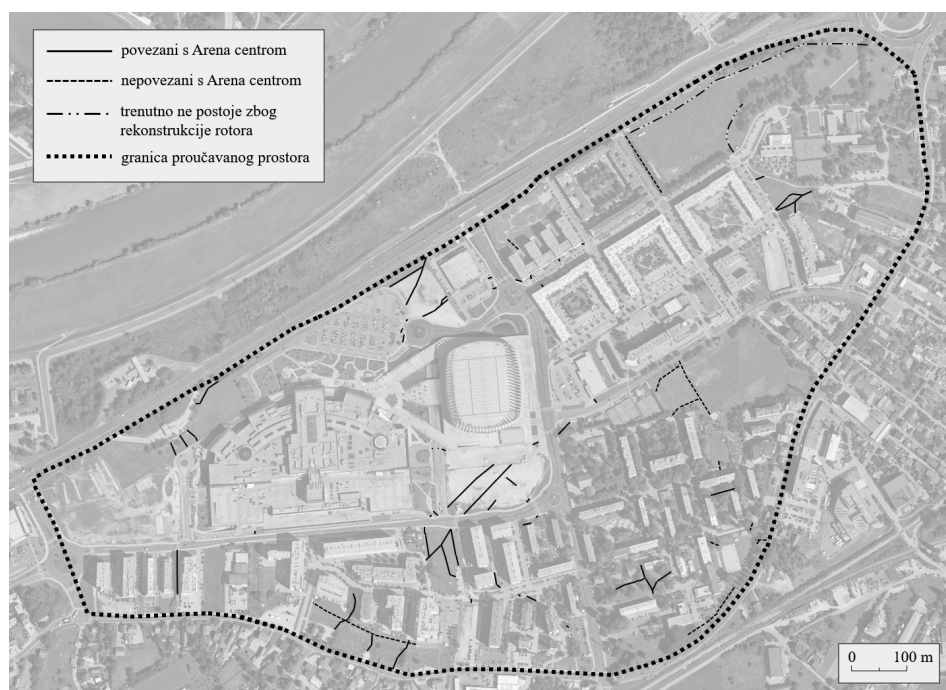 povezani s Arena centrom
nepovezani s Arena centrom
trenutno ne postoje zbog
rekonstrukcije rotora
granica proučavanog prostora
0 100 m